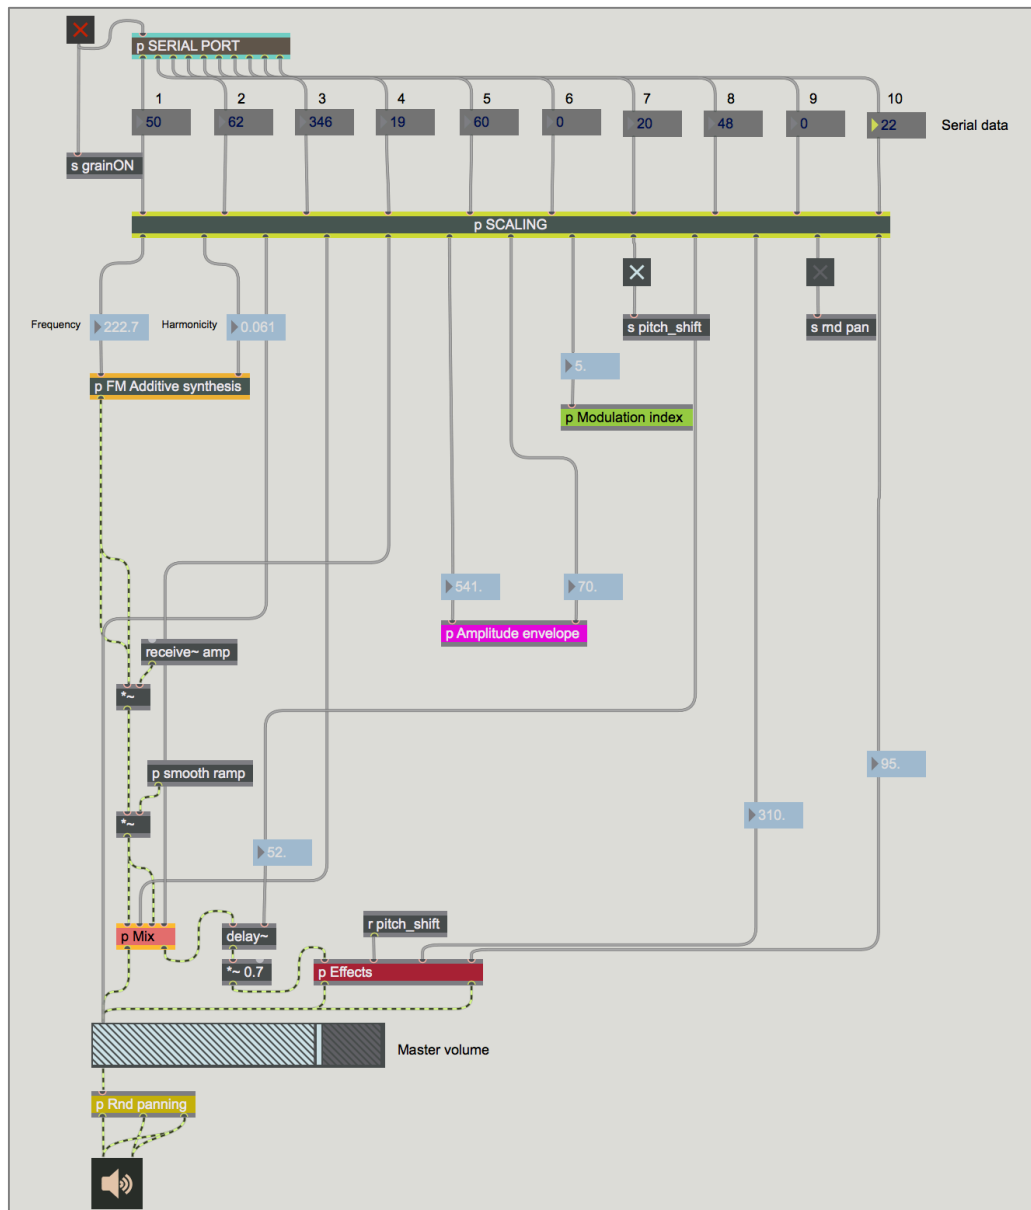 p SERIAL PORT
1 2 3 4 5 6 7 8 9 10
50 62 346 19 60 0 20 48 0 22 Serial data
s grainON
p SCALING
Frequency 222.7 Harmonicity 0.061 s pitch_shift s rnd pan
5.
p FM Additive synthesis
p Modulation index
541. 70.
p Amplitude envelope
receive~ amp
*~
p smooth ramp 95.
*~ 310.
52.
r pitch_shift
p Mix delay~
*~ 0.7 p Effects
Master volume
p Rnd panning